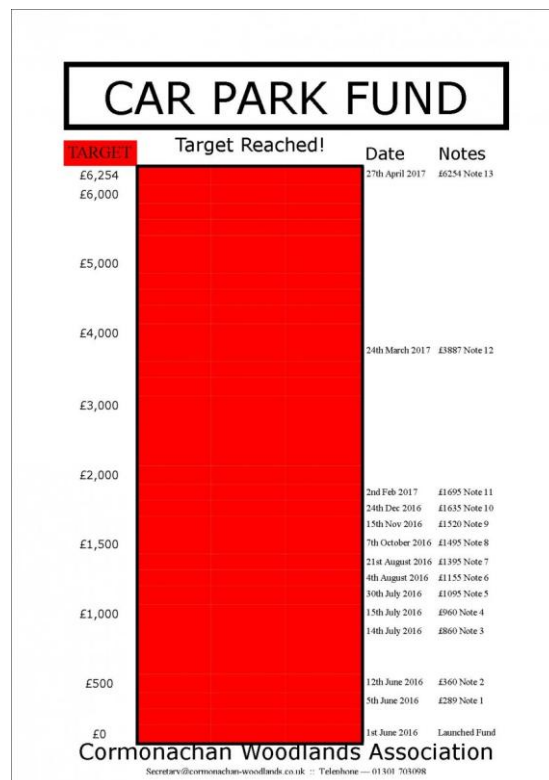 CAR PARK FUND
Target Reached!
TARGET
Date Notes
£6,254 27th April 2017 £6254 Note 13
£6,000
£5,000
£4,000
24th March 2017 £3887 Note 12
£3,000
£2,000
2nd Feb 2017 £1695 Note 11
24th Dec 2016 £1635 Note 10
15th Nov 2016 £1520 Note 9
£1,500 7th October 2016 £1495 Note 8
21st August 2016 £1395 Note 7
4th August 2016 £1155 Note 6
30th July 2016 £1095 Note 5
£1,000 15th July 2016 £960 Note 4
14th July 2016 £860 Note 3
£500 12th June 2016 £360 Note 2
5th June 2016 £289 Note 1
£0 1st June 2016 Launched Fund
Cormonachan Woodlands Association
Secretary@cormonachan-woodlands.co.uk :: Telephone — 01301 703098